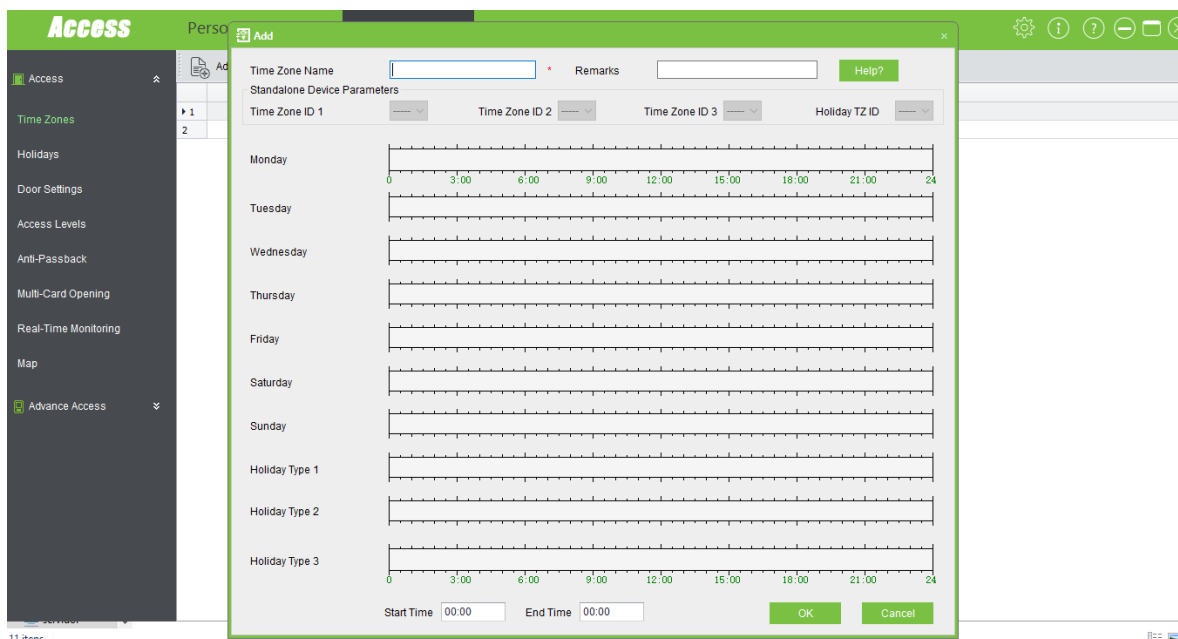 Access
Perso
Add
Ad
Access
Time Zones
Holidays
Door Settings
Access Levels
Anti-Passback
Multi-Card Opening
Real-Time Monitoring
Map
Advance Access
1
2
Time Zone Name * Remarks Help?
Standalone Device Parameters
Time Zone ID 1 ----- Time Zone ID 2 ----- Time Zone ID 3 ----- Holiday TZ ID -----
Monday
0 3:00 6:00 9:00 12:00 15:00 18:00 21:00 24
Tuesday
Wednesday
Thursday
Friday
Saturday
Sunday
Holiday Type 1
Holiday Type 2
Holiday Type 3
0 3:00 6:00 9:00 12:00 15:00 18:00 21:00 24
Start Time 00:00 End Time 00:00 OK Cancel